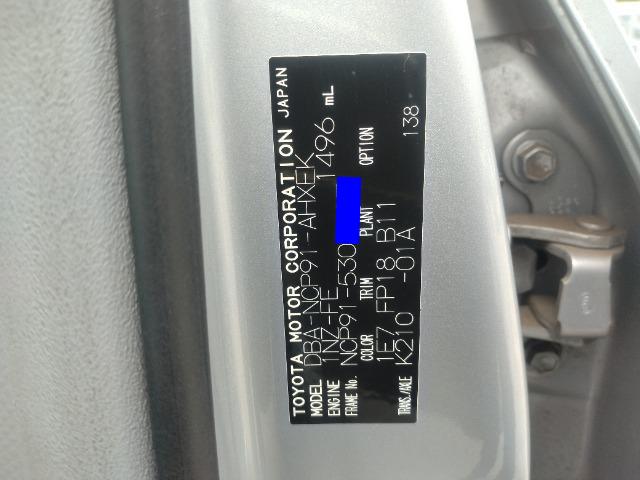 TOYOTA MOTOR CORPORATION JAPAN
MODEL DBA-NCP91-AHXEK
ENGINE 1NZ-FE 1496 mL
FRAME No. NCP91-530
COLOR TRIM PLANT OPTION
1E7 FP18 B11 138
TRANS./AXLE K210 -01A